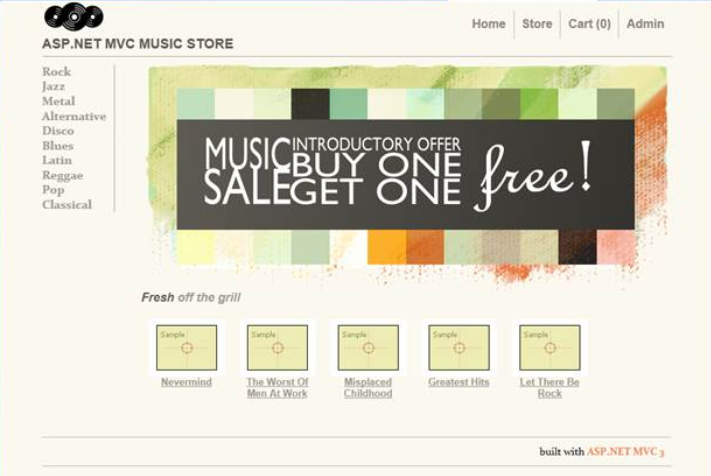 Home Store Cart (0) Admin
ASP.NET MVC MUSIC STORE
Rock
Jazz
Metal
Alternative
Disco
Blues
Latin
Reggae
Pop
Classical
MUSIC SALE
INTRODUCTORY OFFER
BUY ONE
GET ONE
free!
Fresh off the grill
Sample
Sample
Sample
Sample
Sample
Nevermind
The Worst Of
Men At Work
Misplaced
Childhood
Greatest Hits
Let There Be
Rock
built with ASP.NET MVC 3